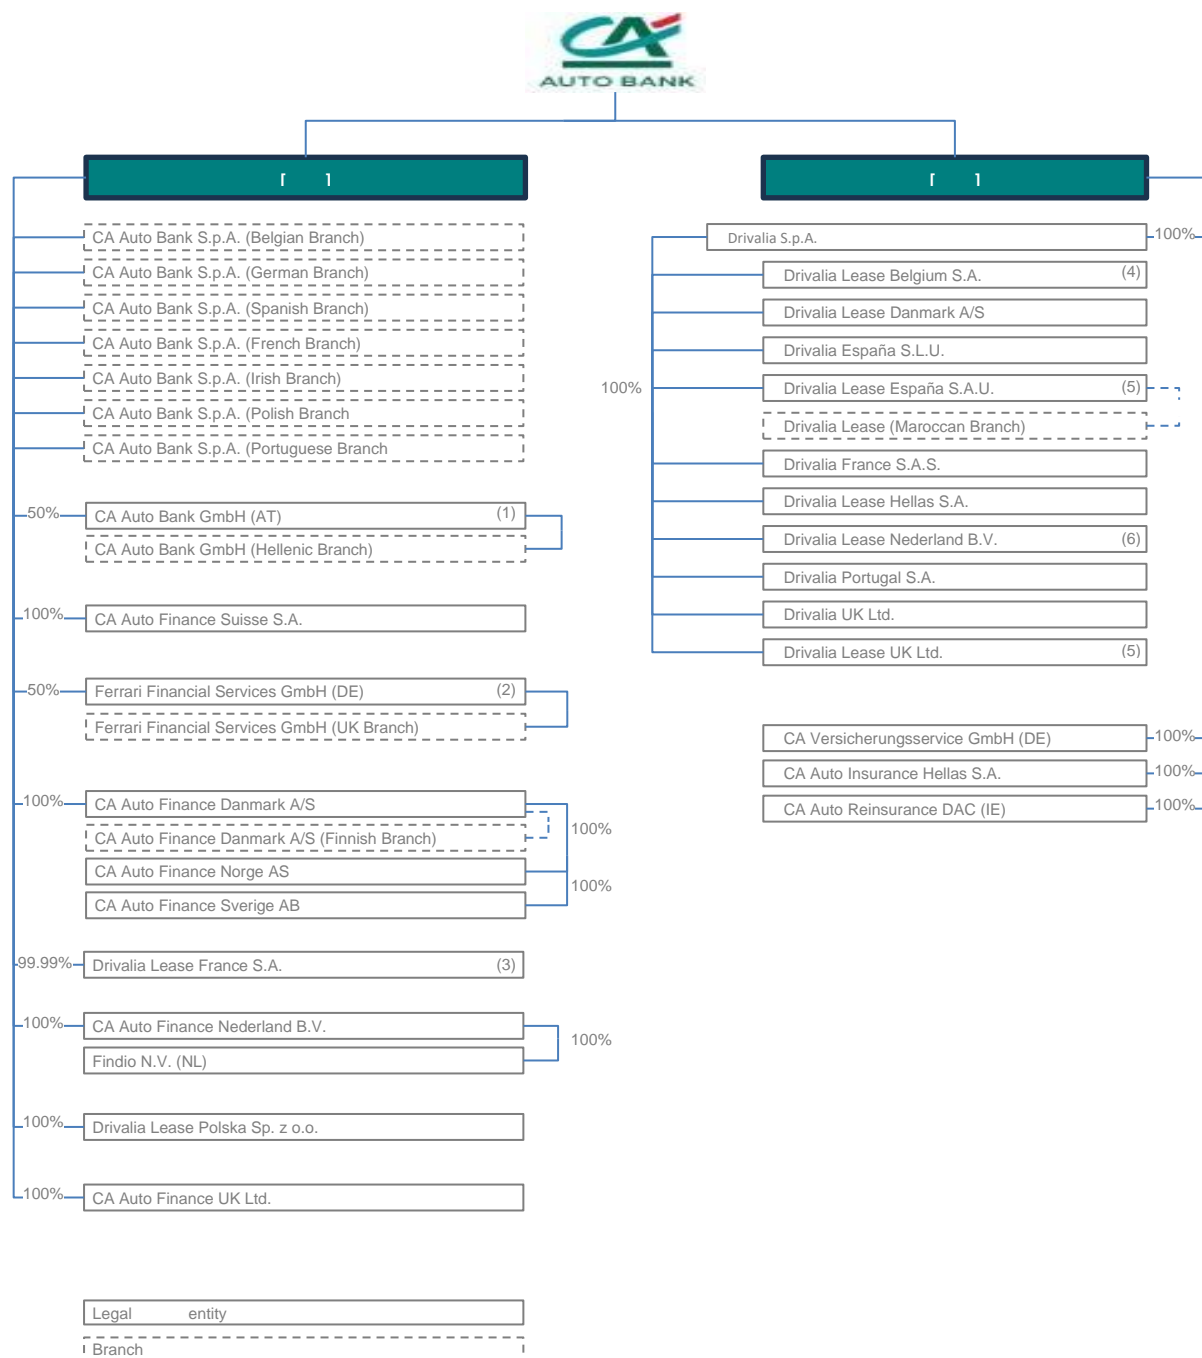 CA
AUTO BANK
CA Auto Bank S.p.A. (Belgian Branch)
CA Auto Bank S.p.A. (German Branch)
CA Auto Bank S.p.A. (Spanish Branch)
CA Auto Bank S.p.A. (French Branch)
CA Auto Bank S.p.A. (Irish Branch)
CA Auto Bank S.p.A. (Polish Branch
CA Auto Bank S.p.A. (Portuguese Branch
50% CA Auto Bank GmbH (AT) (1)
CA Auto Bank GmbH (Hellenic Branch)
100% CA Auto Finance Suisse S.A.
50% Ferrari Financial Services GmbH (DE) (2)
Ferrari Financial Services GmbH (UK Branch)
100% CA Auto Finance Danmark A/S
100%
CA Auto Finance Danmark A/S (Finnish Branch)
CA Auto Finance Norge AS
100%
CA Auto Finance Sverige AB
99.99% Drivalia Lease France S.A. (3)
100% CA Auto Finance Nederland B.V.
100%
Findio N.V. (NL)
100% Drivalia Lease Polska Sp. z o.o.
100% CA Auto Finance UK Ltd.
Legal entity
Branch
Drivalia S.p.A. 100%
Drivalia Lease Belgium S.A. (4)
Drivalia Lease Danmark A/S
Drivalia España S.L.U.
100%
Drivalia Lease España S.A.U. (5)
Drivalia Lease (Maroccan Branch)
Drivalia France S.A.S.
Drivalia Lease Hellas S.A.
Drivalia Lease Nederland B.V. (6)
Drivalia Portugal S.A.
Drivalia UK Ltd.
Drivalia Lease UK Ltd. (5)
CA Versicherungsservice GmbH (DE) 100%
CA Auto Insurance Hellas S.A. 100%
CA Auto Reinsurance DAC (IE) 100%